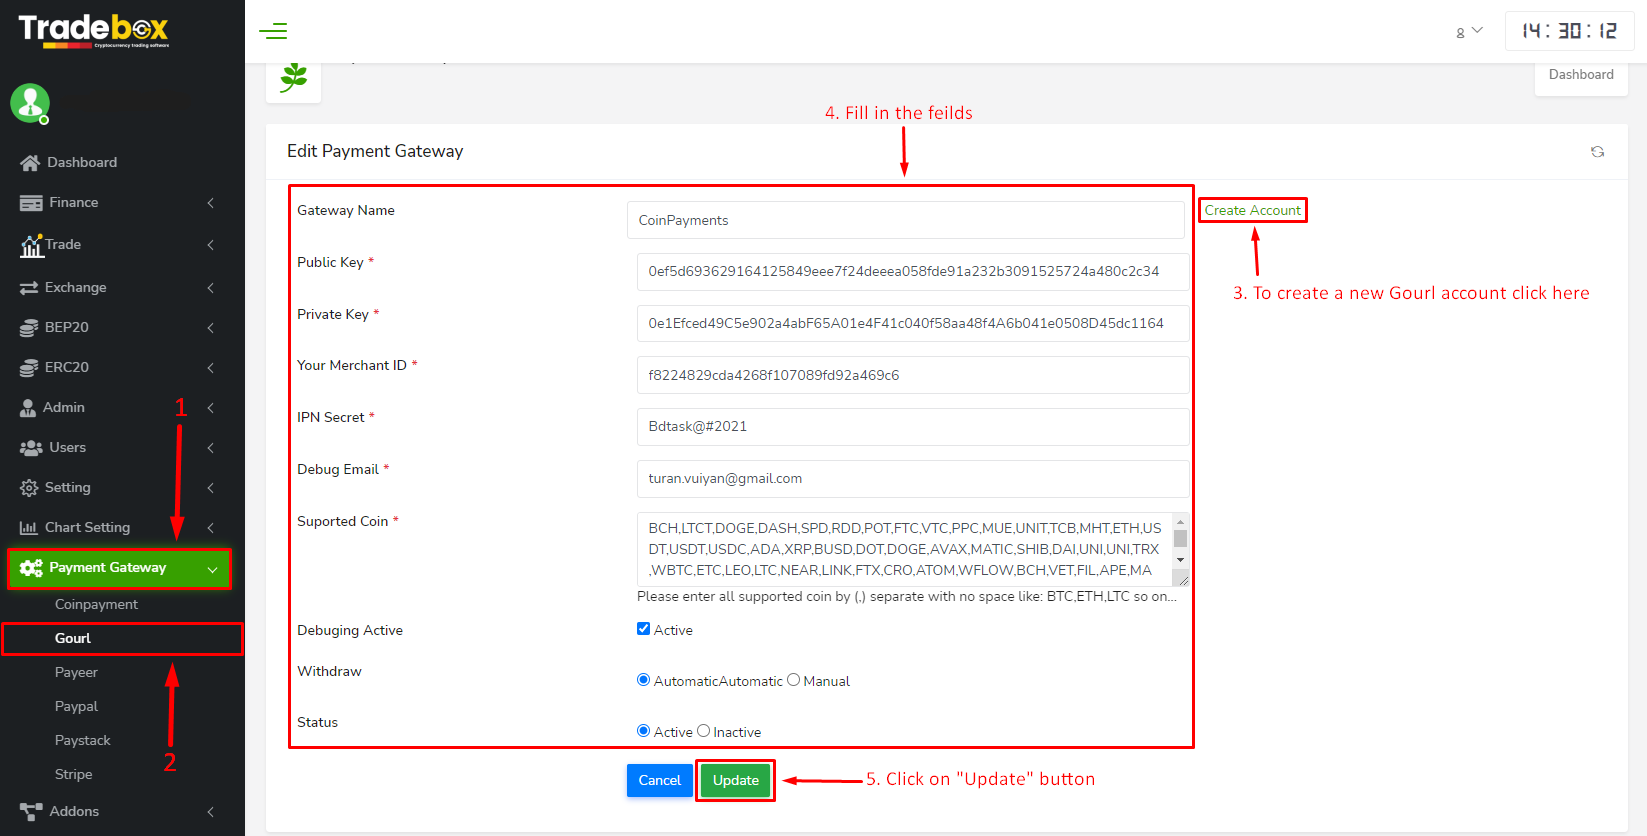 Tradebox
Cryptocurrency trading software
14:30:12
Dashboard
Dashboard
Finance
Trade
Exchange
BEP20
ERC20
Admin
Users
Setting
Chart Setting
Payment Gateway
Coinpayment
Gourl
Payeer
Paypal
Paystack
Stripe
Addons
1
2
4. Fill in the feilds
Edit Payment Gateway
Gateway Name
CoinPayments
Create Account
3. To create a new Gourl account click here
Public Key *
0ef5d693629164125849eee7f24deeea058fde91a232b3091525724a480c2c34
Private Key *
0e1Efced49C5e902a4abF65A01e4F41c040f58aa48f4A6b041e0508D45dc1164
Your Merchant ID *
f8224829cda4268f107089fd92a469c6
IPN Secret *
Bdtask@#2021
Debug Email *
turan.vuiyan@gmail.com
Suported Coin *
BCH,LTCT,DOGE,DASH,SPD,RDD,POT,FTC,VTC,PPC,MUE,UNIT,TCB,MHT,ETH,US
DT,USDT,USDC,ADA,XRP,BUSD,DOT,DOGE,AVAX,MATIC,SHIB,DAI,UNI,UNI,TRX
,WBTC,ETC,LEO,LTC,NEAR,LINK,FTX,CRO,ATOM,WFLOW,BCH,VET,FIL,APE,MA
Please enter all supported coin by (,) separate with no space like: BTC,ETH,LTC so on...
Debuging Active
Active
Withdraw
AutomaticAutomatic Manual
Status
Active Inactive
Cancel Update
5. Click on "Update" button